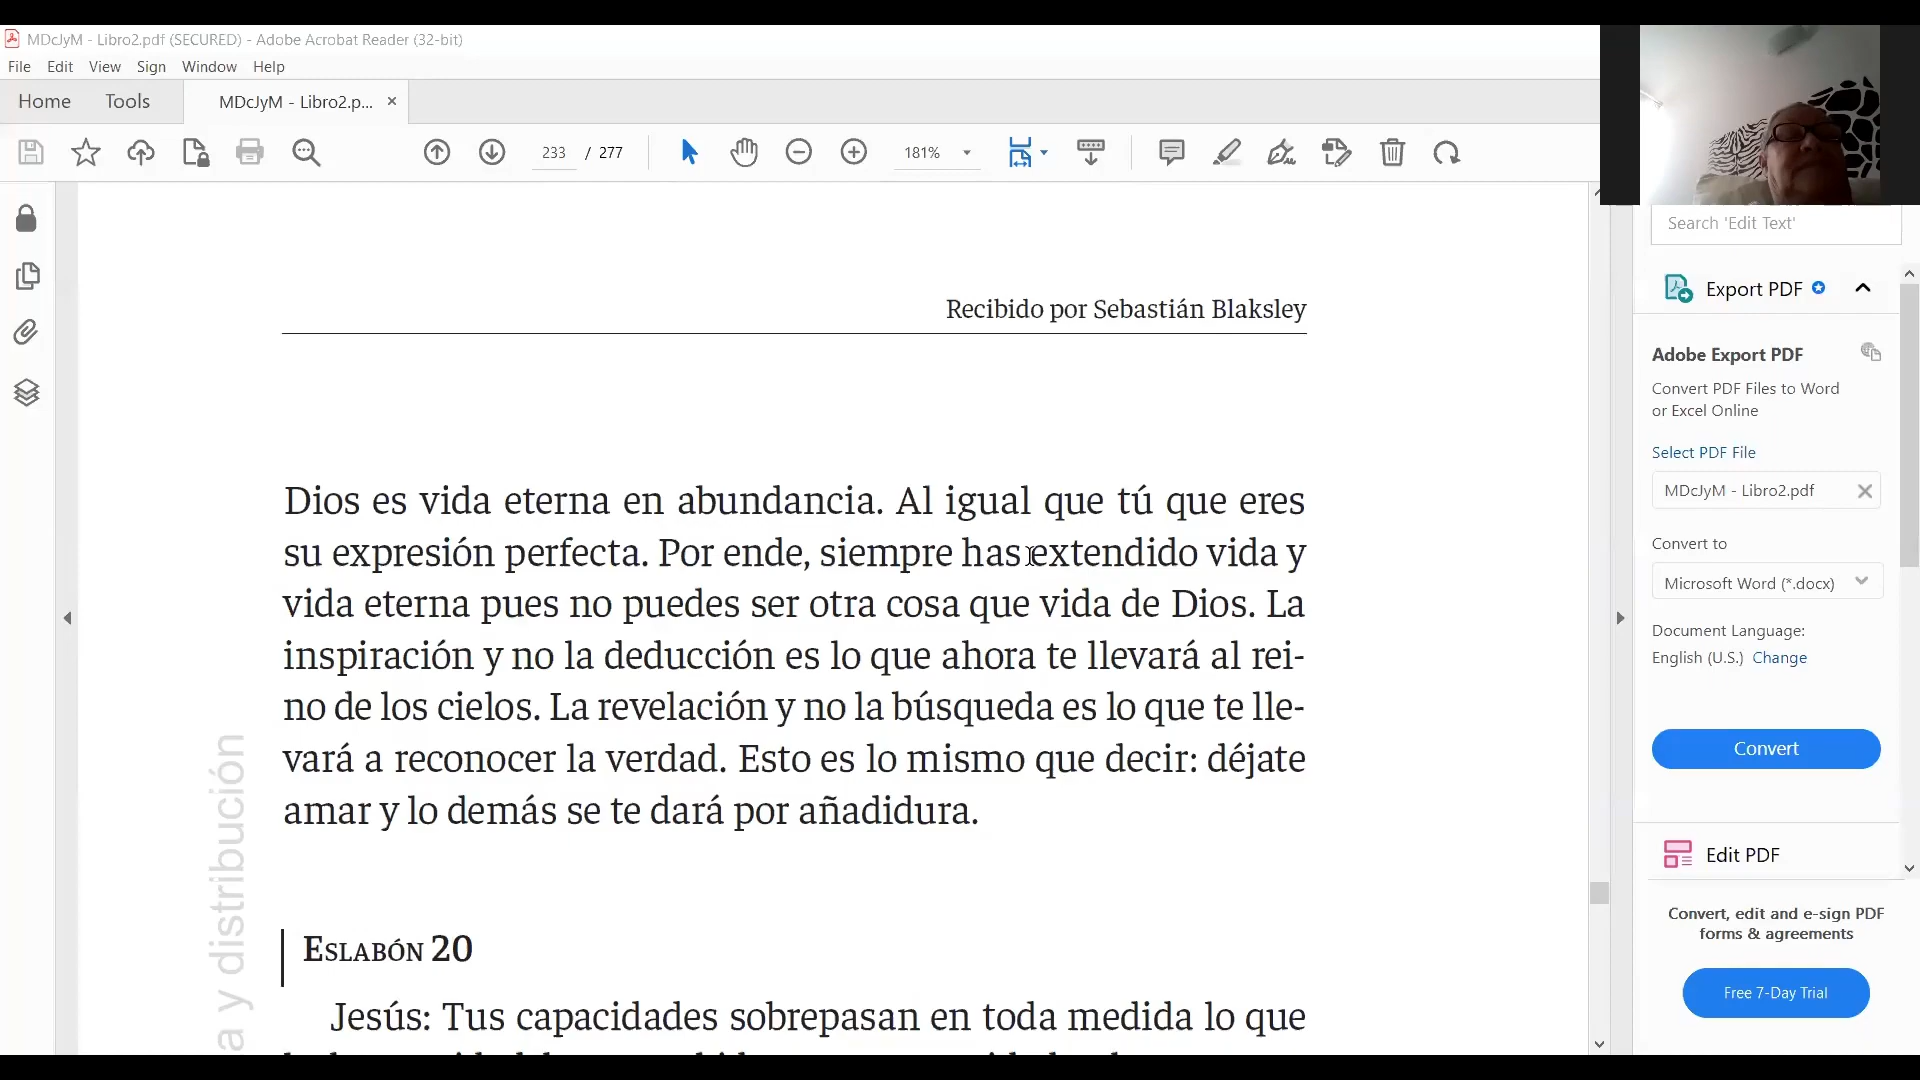 MDcJyM - Libro2.pdf (SECURED) - Adobe Acrobat Reader (32-bit)
File Edit View Sign Window Help
Home Tools MDcJyM - Libro2.p...
233 / 277 181%
Search 'Edit Text'
Export PDF
Adobe Export PDF
Convert PDF Files to Word
or Excel Online
Select PDF File
MDcJyM - Libro2.pdf
Convert to
Microsoft Word (*.docx)
Document Language:
English (U.S.) Change
Convert
Edit PDF
Convert, edit and e-sign PDF
forms & agreements
Free 7-Day Trial
Recibido por Sebastián Blaksley
Dios es vida eterna en abundancia. Al igual que tú que eres
su expresión perfecta. Por ende, siempre has extendido vida y
vida eterna pues no puedes ser otra cosa que vida de Dios. La
inspiración y no la deducción es lo que ahora te llevará al rei-
no de los cielos. La revelación y no la búsqueda es lo que te lle-
vará a reconocer la verdad. Esto es lo mismo que decir: déjate
amar y lo demás se te dará por añadidura.
Eslabón 20
Jesús: Tus capacidades sobrepasan en toda medida lo que
a y distribución